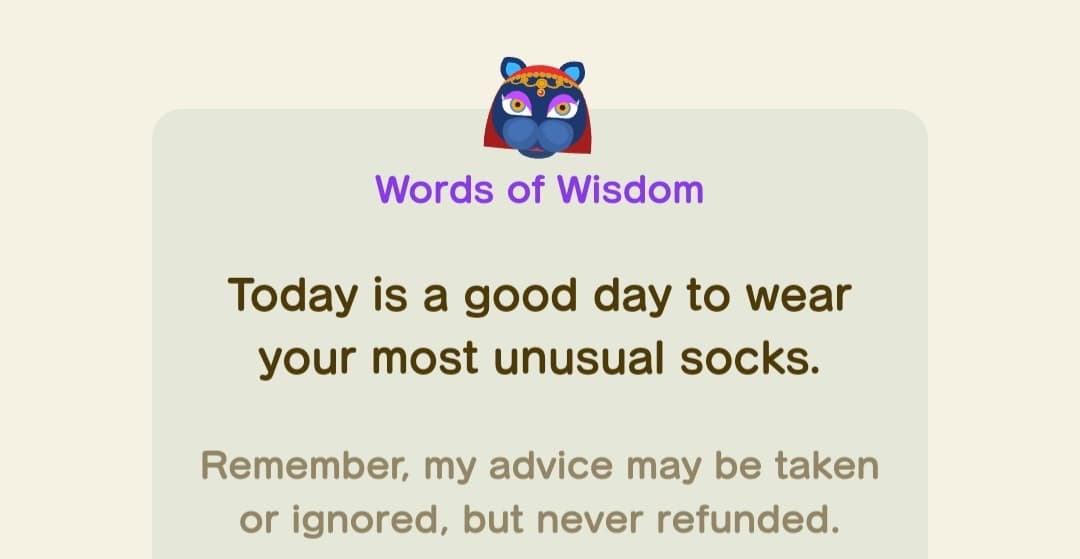 Words of Wisdom
Today is a good day to wear
your most unusual socks.
Remember, my advice may be taken
or ignored, but never refunded.